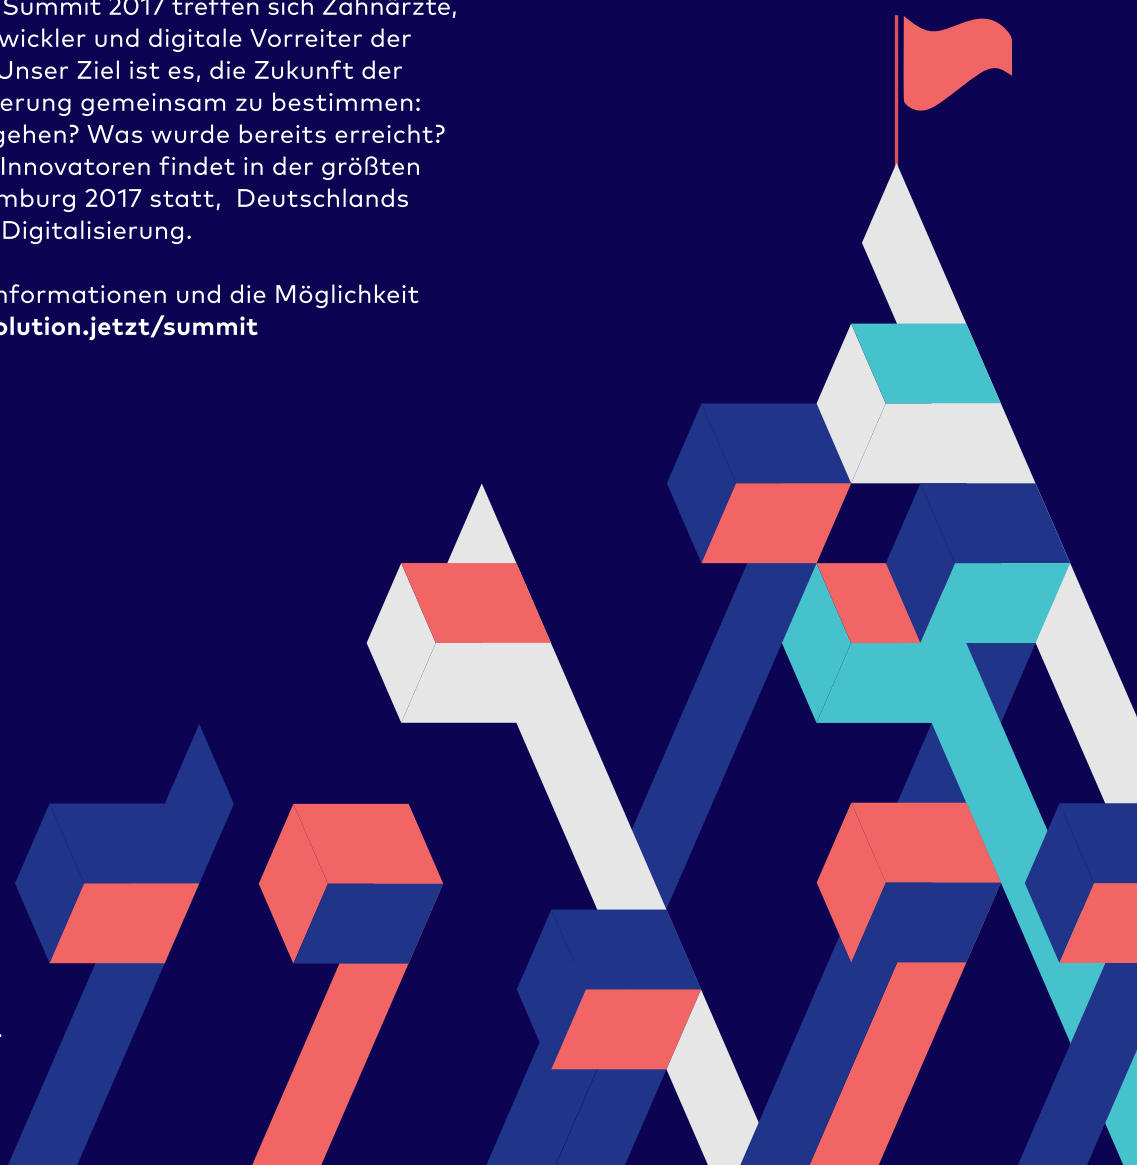 Summit 2017 treffen sich Zahnärzte,
wickler und digitale Vorreiter der
Unser Ziel ist es, die Zukunft der
erung gemeinsam zu bestimmen:
gehen? Was wurde bereits erreicht?
Innovatoren findet in der größten
mburg 2017 statt, Deutschlands
Digitalisierung.
nformationen und die Möglichkeit
olution.jetzt/summit